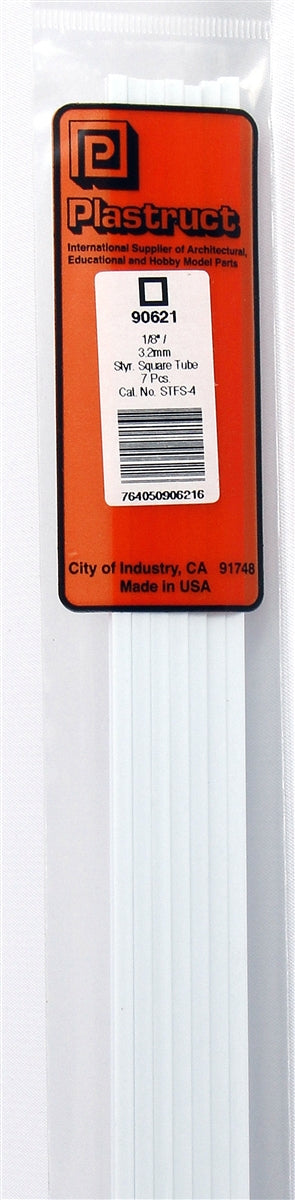 P
Plastruct
International Supplier of Architectural,
Educational and Hobby Model Parts
90621
1/8" /
3.2mm
Styr. Square Tube
7 Pcs.
Cat. No. STFS-4
764050906216
City of Industry, CA 91748
Made in USA